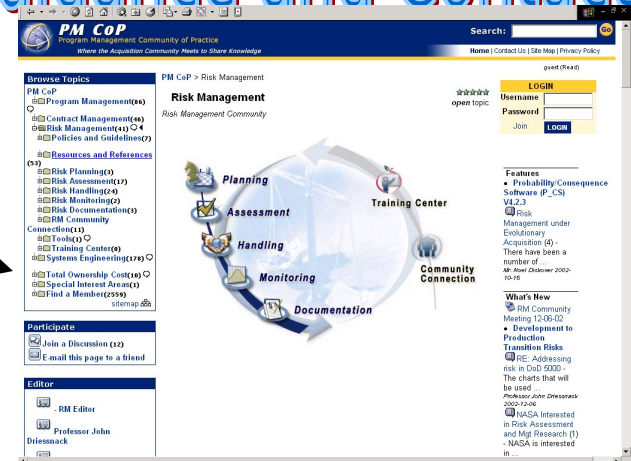 PM CoP
Program Management Community of Practice
Where the Acquisition Community Meets to Share Knowledge
Search:
Go
Home | Contact Us | Site Map | Privacy Policy
guest (Read)
Browse Topics
PM CoP
Program Management(86)
Contract Management(46)
Risk Management(41)
Policies and Guidelines(7)
Resources and References
(53)
Risk Planning(3)
Risk Assessment(17)
Risk Handling(24)
Risk Monitoring(2)
Risk Documentation(3)
RM Community
Connection(11)
Tools(1)
Training Center(8)
Systems Engineering(178)
Total Ownership Cost(10)
Special Interest Areas(1)
Find a Member(2559)
sitemap
Participate
Join a Discussion (12)
E-mail this page to a friend
Editor
- RM Editor
Professor John
Driessnack
PM CoP > Risk Management
Risk Management
open topic
Risk Management Community
Planning
Assessment
Handling
Monitoring
Documentation
Training Center
Community
Connection
LOGIN
Username
Password
Join
LOGIN
Features
• Probability/Consequence
Software (P_CS)
V4.2.3
Risk
Management under
Evolutionary
Acquisition (4) -
There have been a
number of ...
Mr. Noel Dickover 2002-
10-15
What's New
RM Community
Meeting 12-06-02
• Development to
Production
Transition Risks
RE: Addressing
risk in DoD 5000 -
The charts that will
be used ...
Professor John Driessnack
2002-12-06
NASA Interested
in Risk Assessment
and Mgt Research (1)
- NASA is interested
in ...